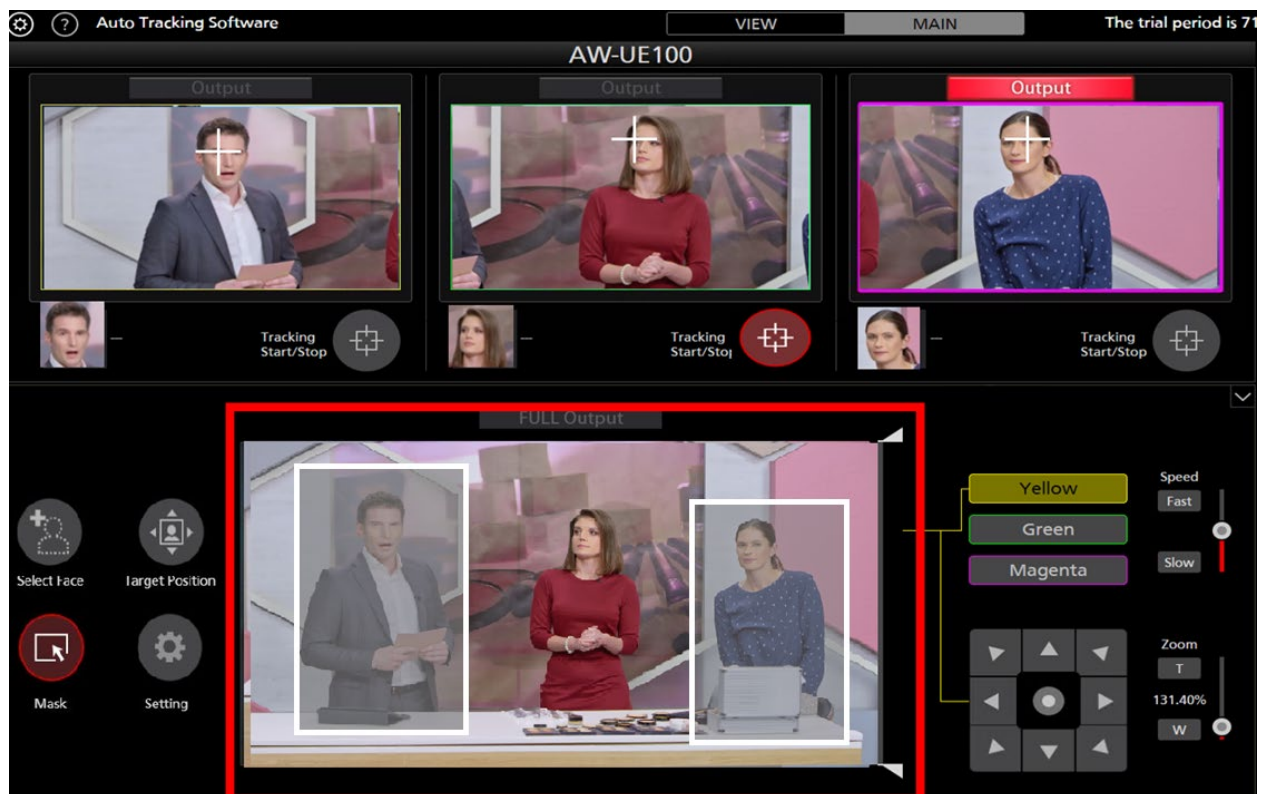 ? Auto Tracking Software
VIEW
MAIN
The trial period is 71
AW-UE100
Output
Output
Output
Tracking
Start/Stop
Tracking
Start/Stop
Tracking
Start/Stop
FULL Output
Select Face
Target Position
Mask
Setting
Yellow
Green
Magenta
Speed
Fast
Slow
Zoom
T
131.40%
W